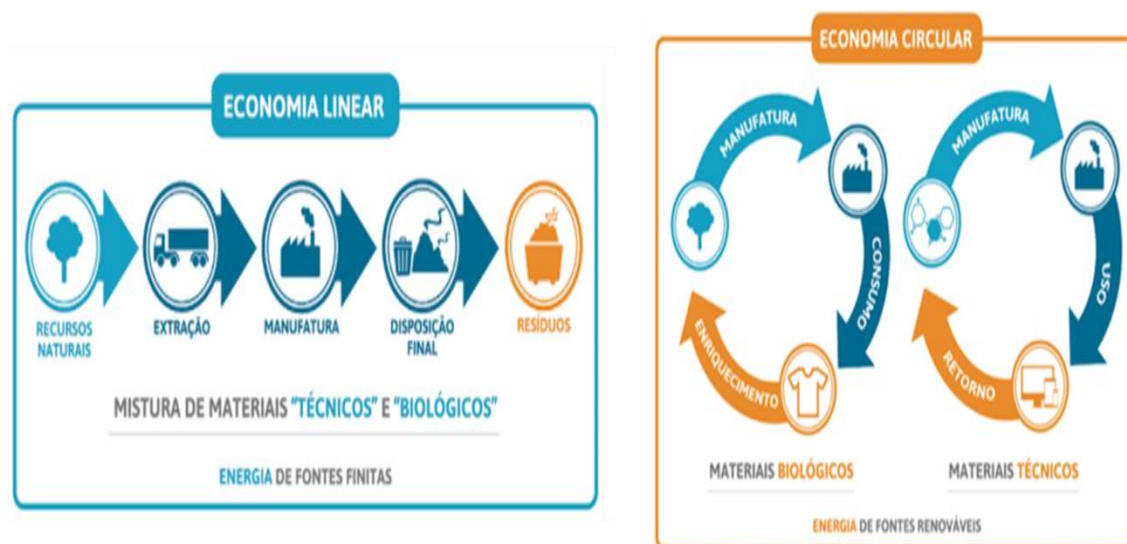 ECONOMIA LINEAR
RECURSOS
NATURAIS
EXTRAÇÃO
MANUFATURA
DISPOSIÇÃO
FINAL
RESÍDUOS
MISTURA DE MATERIAIS “TÉCNICOS” E “BIOLÓGICOS”
ENERGIA DE FONTES FINITAS
ECONOMIA CIRCULAR
MANUFATURA
CONSUMO
ENRIQUECIMENTO
MATERIAIS BIOLÓGICOS
MANUFATURA
USO
RETORNO
MATERIAIS TÉCNICOS
ENERGIA DE FONTES RENOVÁVEIS